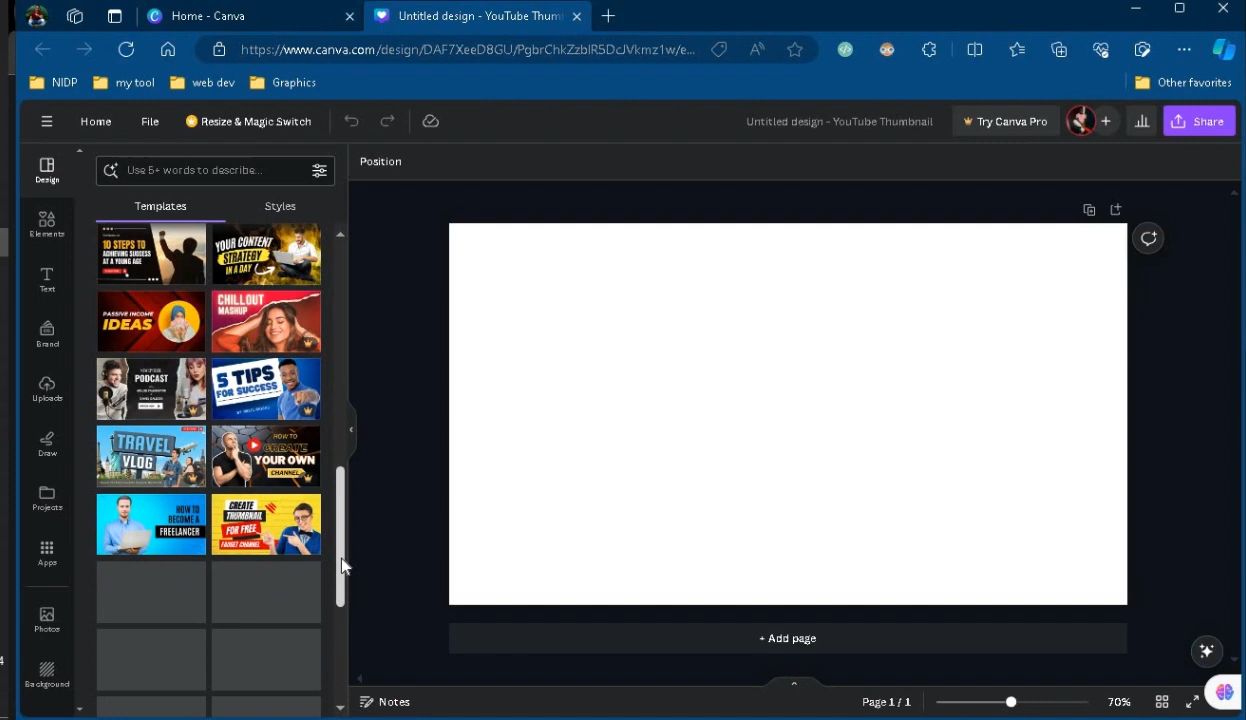 Home - Canva
Untitled design - YouTube Thum
https://www.canva.com/design/DAF7XeeD8GU/PgbrChkZzbIR5DcJVkmz1w/e...
NIDP
my tool
web dev
Graphics
Other favorites
Home
File
Resize & Magic Switch
Untitled design - YouTube Thumbnail
Try Canva Pro
Share
Design
Elements
Text
Brand
Uploads
Draw
Projects
Apps
Photos
Background
Use 5+ words to describe...
Templates
Styles
10 STEPS TO
ACHIEVING SUCCESS
AT A YOUNG AGE
YOUR CONTENT
STRATEGY
IN A DAY
PASSIVE INCOME
IDEAS
CHILLOUT
MASHUP
PODCAST
5 TIPS
FOR SUCCESS
TRAVEL
VLOG
HOW TO
CREATE
YOUR OWN
CHANNEL
HOW TO
BECOME A
FREELANCER
CREATE
THUMBNAIL
FOR FREE
FADGET CHANNEL
Position
+ Add page
Notes
Page 1 / 1
70%
4